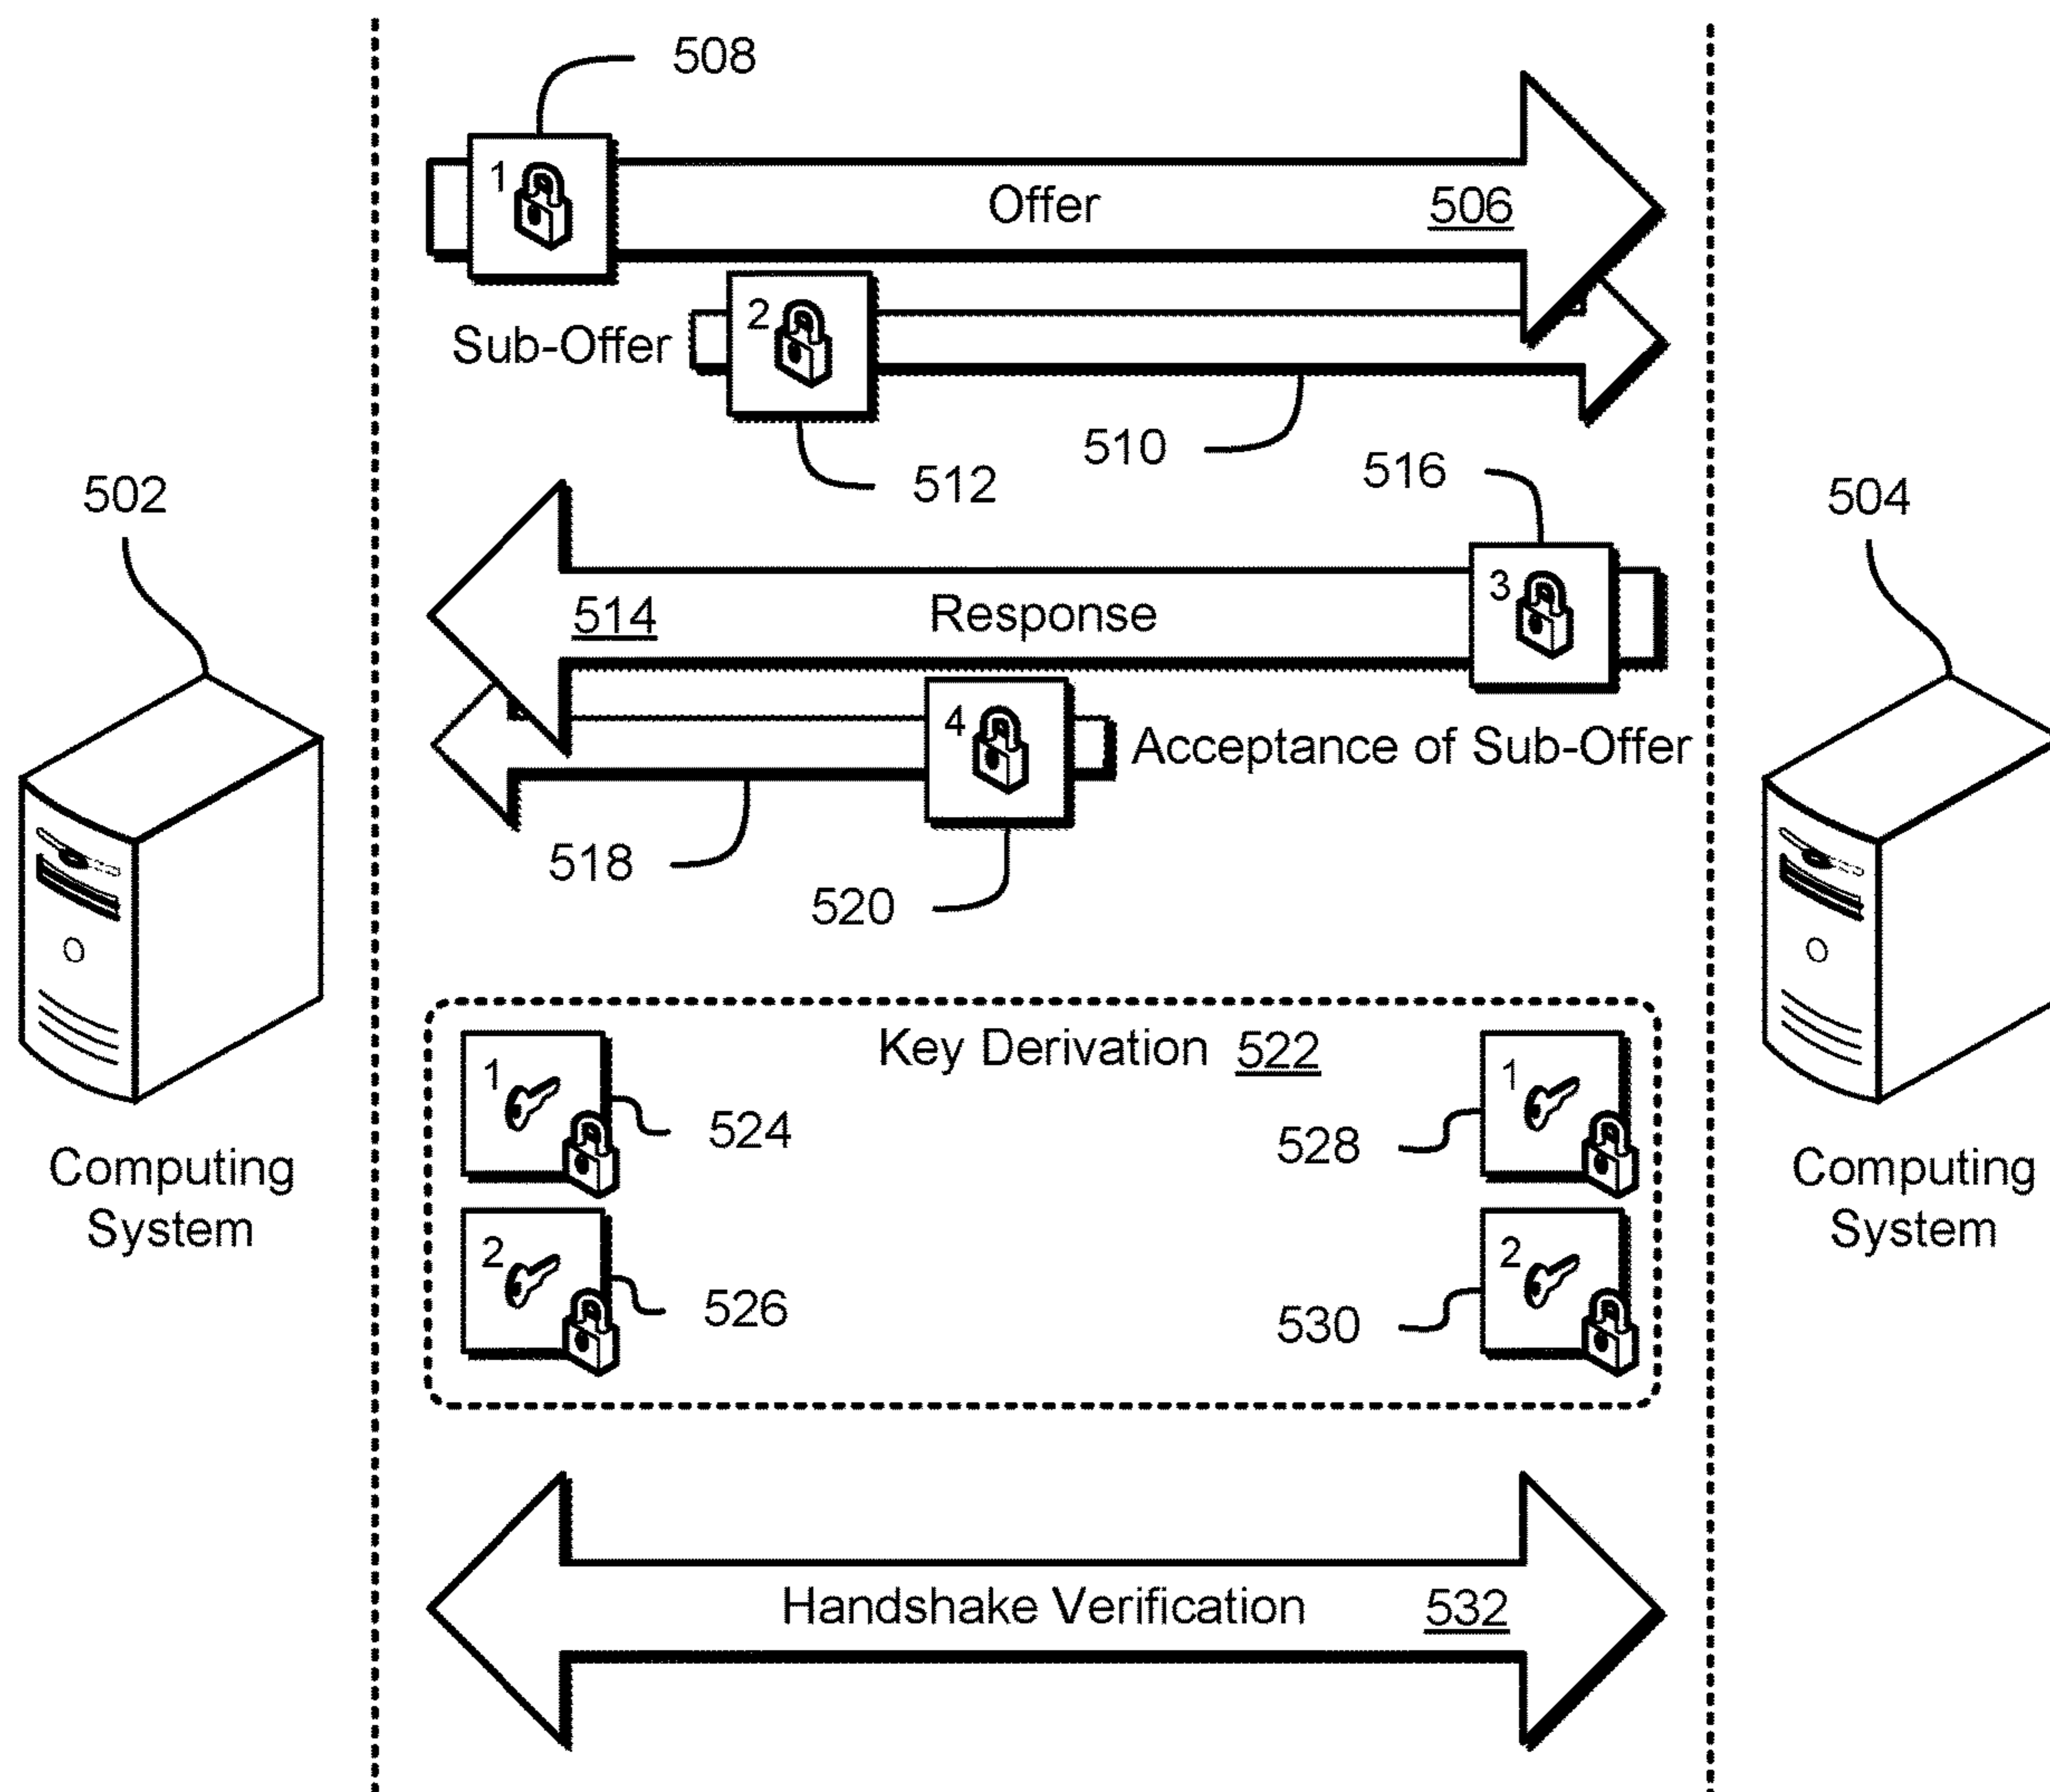 508
1
Offer 506
2
Sub-Offer
510
512
516
502
504
3
514 Response
4
Acceptance of Sub-Offer
518
520
Key Derivation 522
1
524
1
528
Computing
System
Computing
System
2
526
2
530
Handshake Verification 532